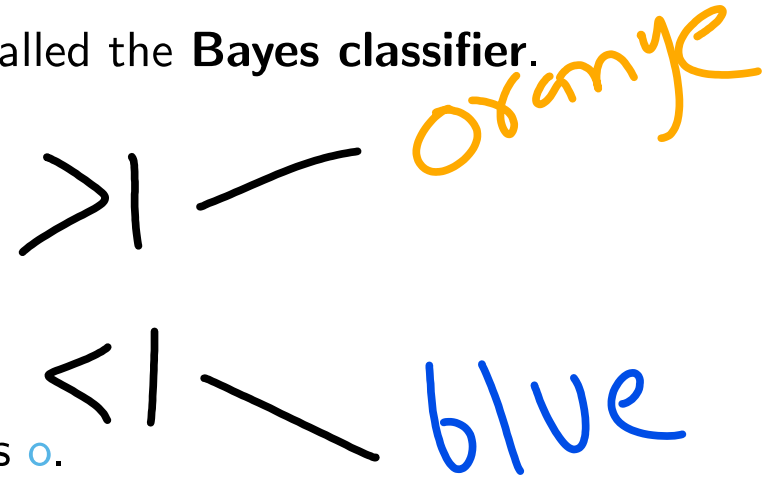 alled the Bayes classifier.
>1 — orange
<1 — blue
s o.